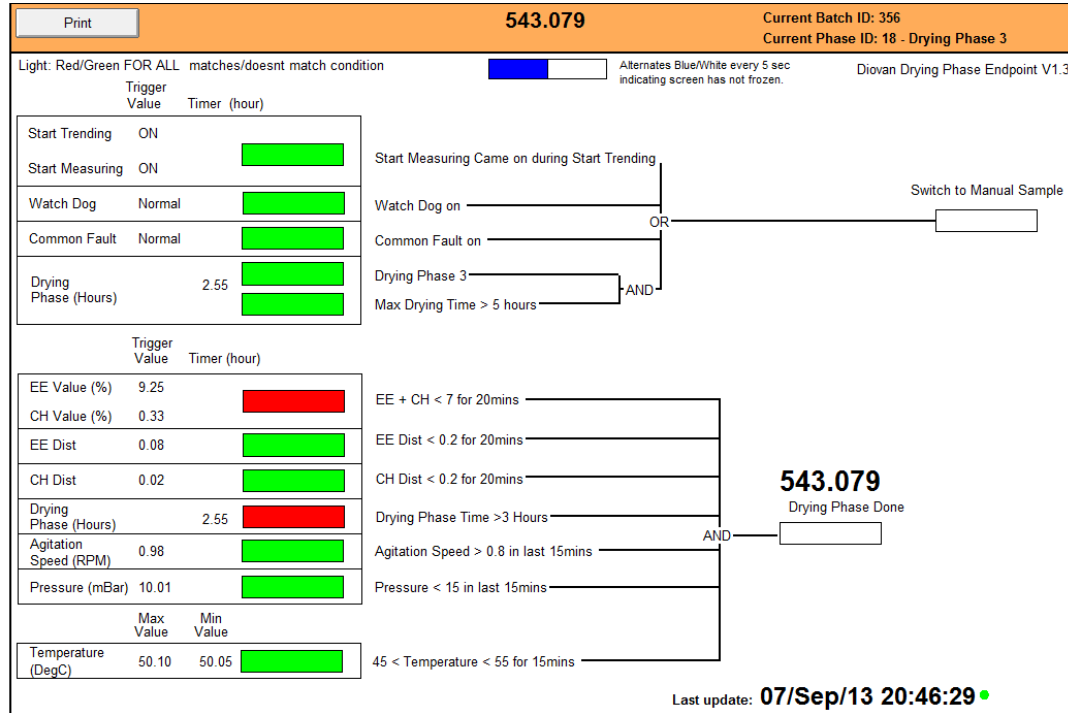 Print
543.079
Current Batch ID: 356
Current Phase ID: 18 - Drying Phase 3
Light: Red/Green FOR ALL matches/doesnt match condition
Alternates Blue/White every 5 sec
indicating screen has not frozen.
Diovan Drying Phase Endpoint V1.3
Trigger
Value Timer (hour)
Start Trending ON
Start Measuring ON
Start Measuring Came on during Start Trending
Watch Dog Normal
Watch Dog on
OR
Switch to Manual Sample
Common Fault Normal
Common Fault on
Drying
Phase (Hours) 2.55
Drying Phase 3
AND
Max Drying Time > 5 hours
Trigger
Value Timer (hour)
EE Value (%) 9.25
CH Value (%) 0.33
EE + CH < 7 for 20mins
EE Dist 0.08
EE Dist < 0.2 for 20mins
CH Dist 0.02
CH Dist < 0.2 for 20mins
Drying
Phase (Hours) 2.55
Drying Phase Time >3 Hours
543.079
Drying Phase Done
AND
Agitation
Speed (RPM) 0.98
Agitation Speed > 0.8 in last 15mins
Pressure (mBar) 10.01
Pressure < 15 in last 15mins
Max
Value
Min
Value
Temperature
(DegC) 50.10 50.05
45 < Temperature < 55 for 15mins
Last update: 07/Sep/13 20:46:29